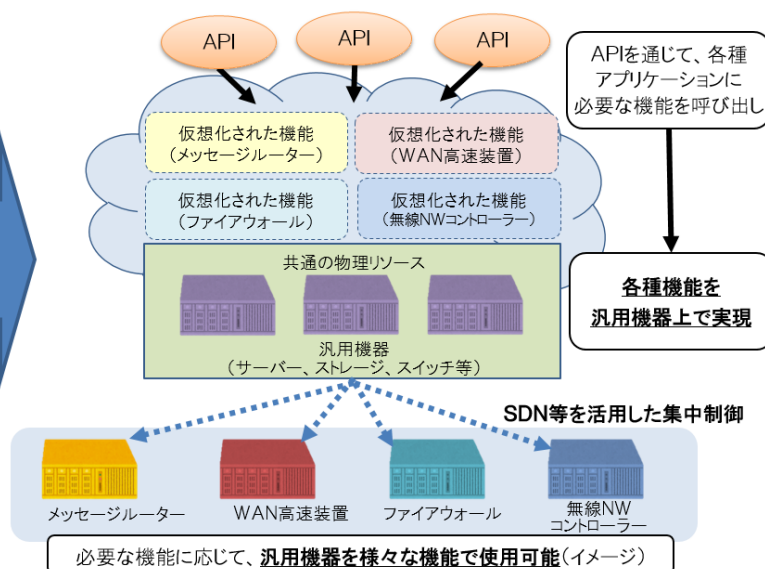 API
API
API
APIを通じて、各種
アプリケーションに
必要な機能を呼び出し
仮想化された機能
(メッセージルーター)
仮想化された機能
(WAN高速装置)
仮想化された機能
(ファイアウォール)
仮想化された機能
(無線NWコントローラー)
共通の物理リソース
汎用機器
(サーバー、ストレージ、スイッチ等)
各種機能を
汎用機器上で実現
SDN等を活用した集中制御
メッセージルーター
WAN高速装置
ファイアウォール
無線NW
コントローラー
必要な機能に応じて、汎用機器を様々な機能で使用可能(イメージ)